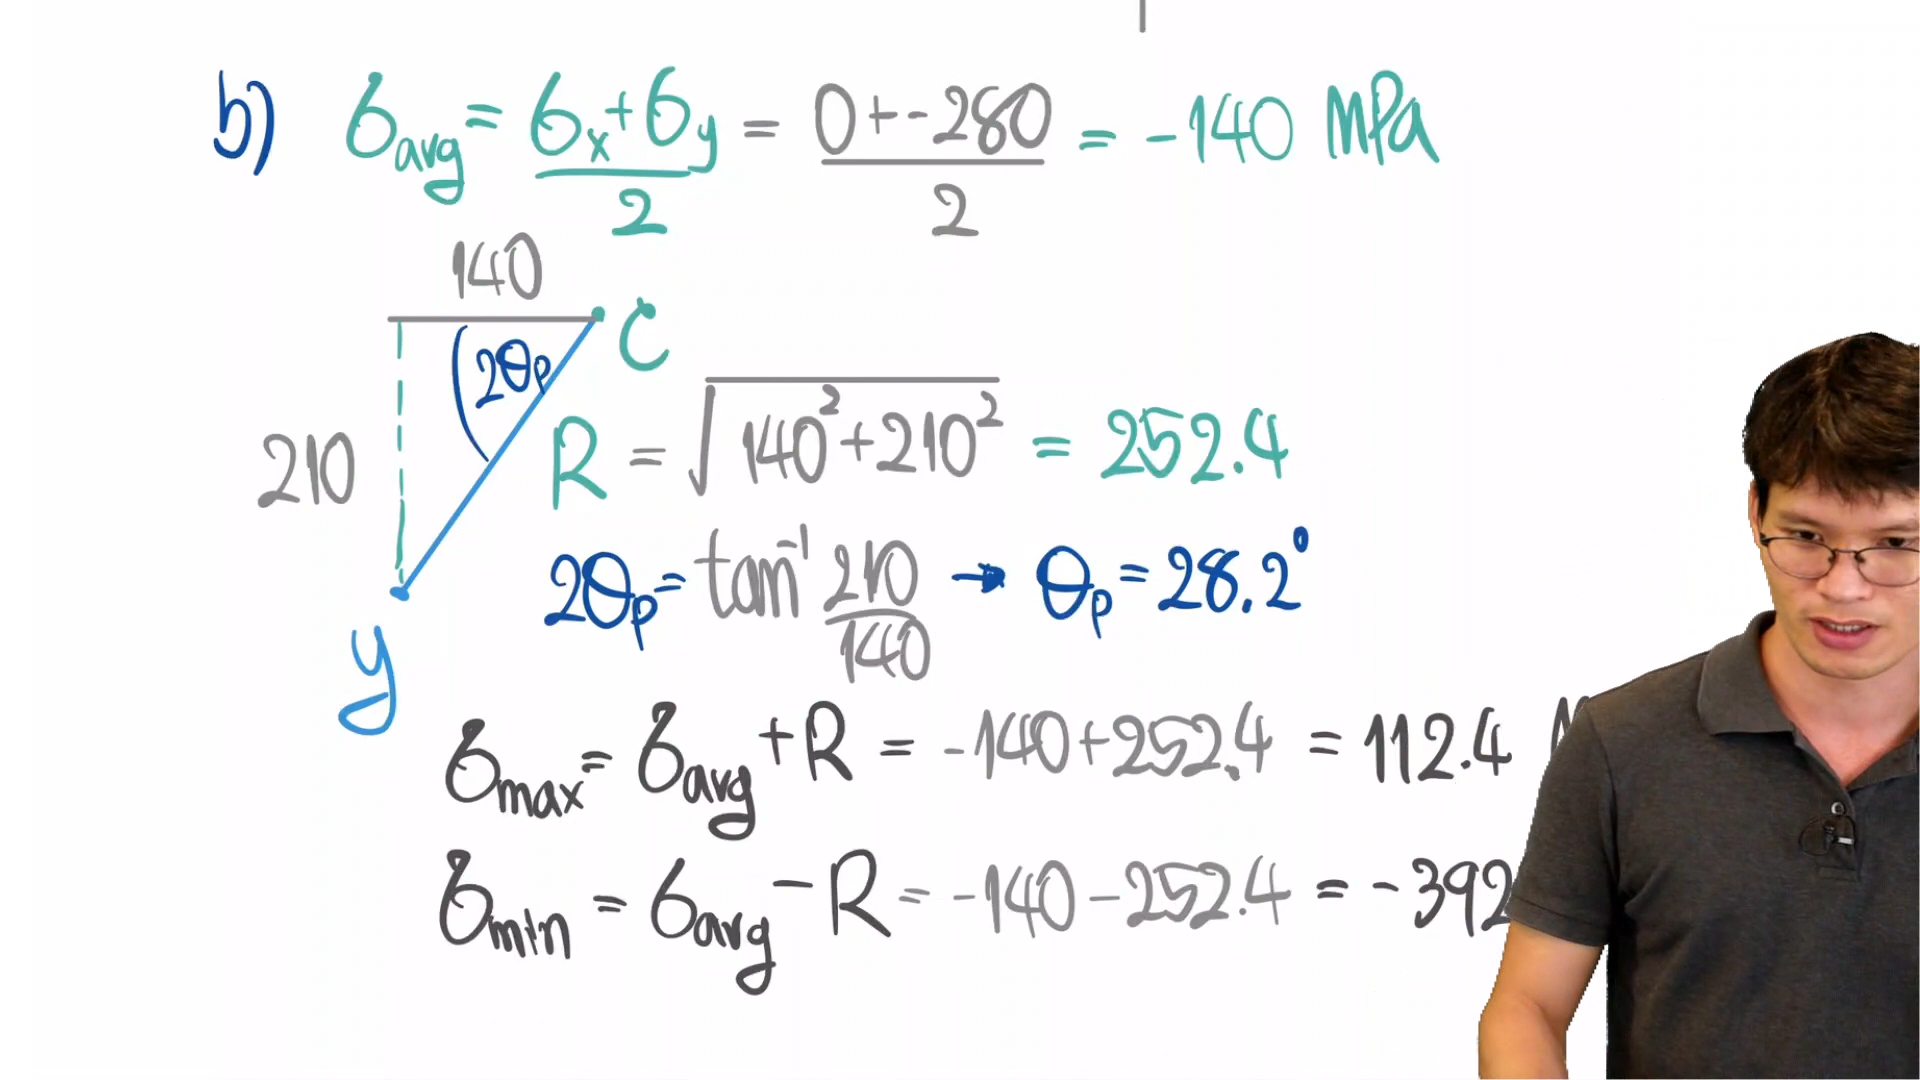 b) σavg = σx+σy/2 = 0+-280/2 = -140 MPa
140
C
2θp
210
R = √140²+210² = 252.4
2θp = tan⁻¹ 210/140 → θp = 28.2°
y
σmax = σavg + R = -140+252.4 = 112.4
σmin = σavg - R = -140-252.4 = -392